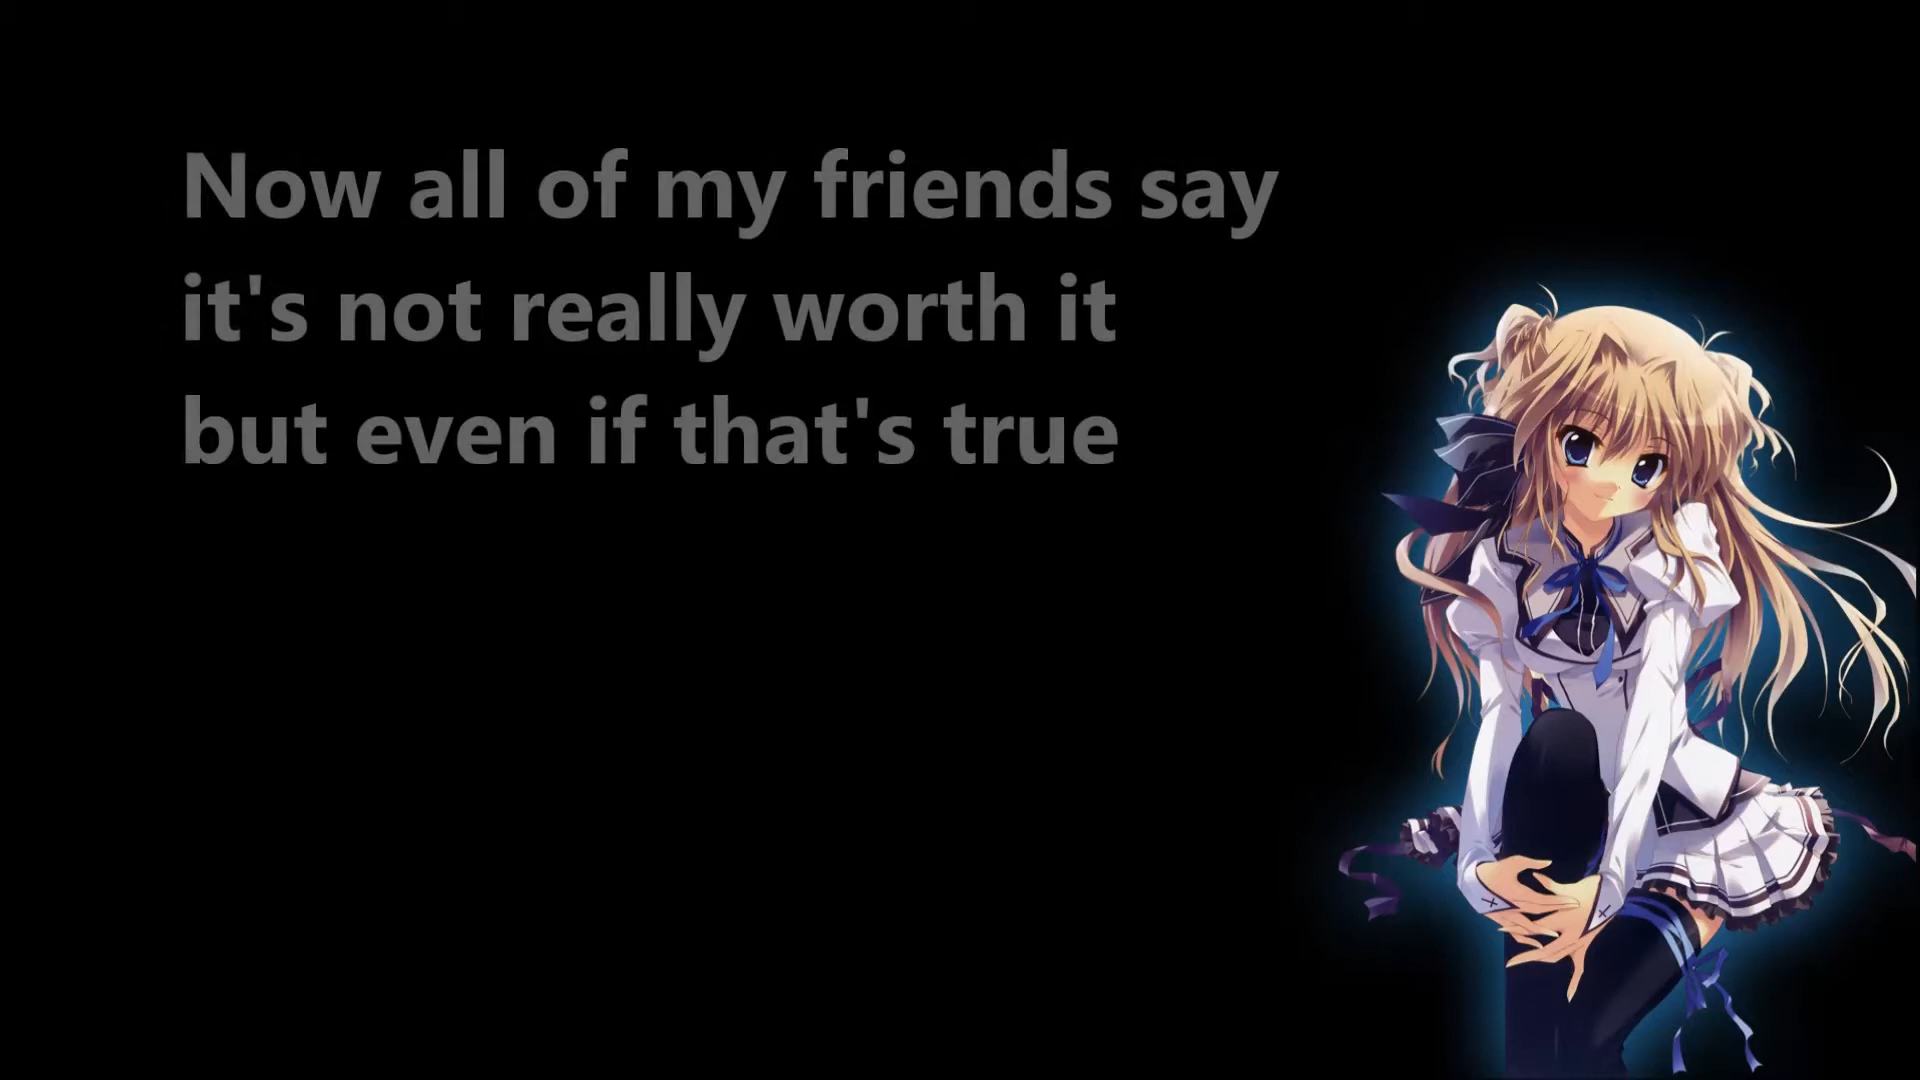 Now all of my friends say
it's not really worth it
but even if that's true